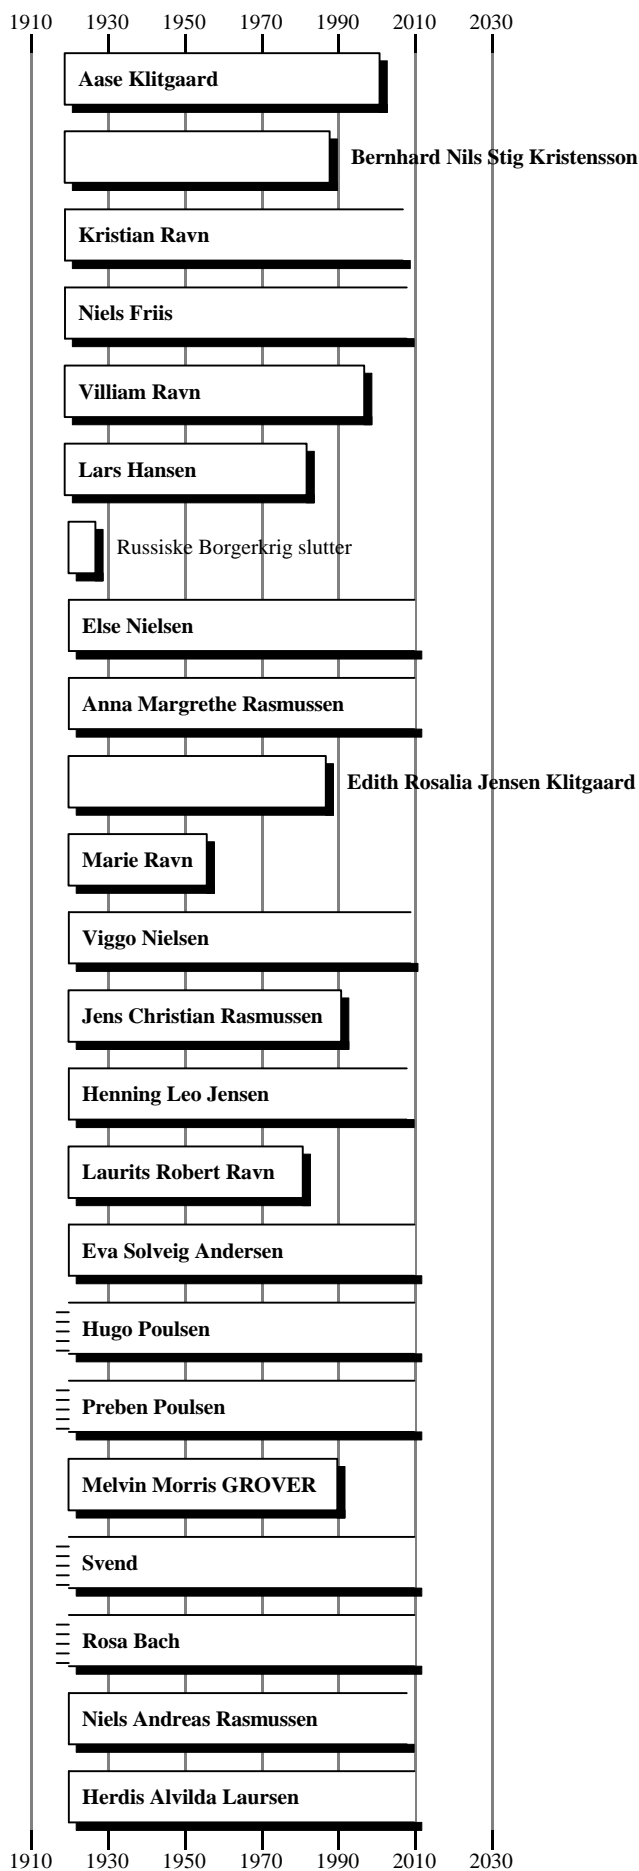 1910 1930 1950 1970 1990 2010 2030
Aase Klitgaard
Bernhard Nils Stig Kristensson
Kristian Ravn
Niels Friis
Villiam Ravn
Lars Hansen
Russiske Borgerkrig slutter
Else Nielsen
Anna Margrethe Rasmussen
Edith Rosalia Jensen Klitgaard
Marie Ravn
Viggo Nielsen
Jens Christian Rasmussen
Henning Leo Jensen
Laurits Robert Ravn
Eva Solveig Andersen
Hugo Poulsen
Preben Poulsen
Melvin Morris GROVER
Svend
Rosa Bach
Niels Andreas Rasmussen
Herdis Alvilda Laursen
1910 1930 1950 1970 1990 2010 2030